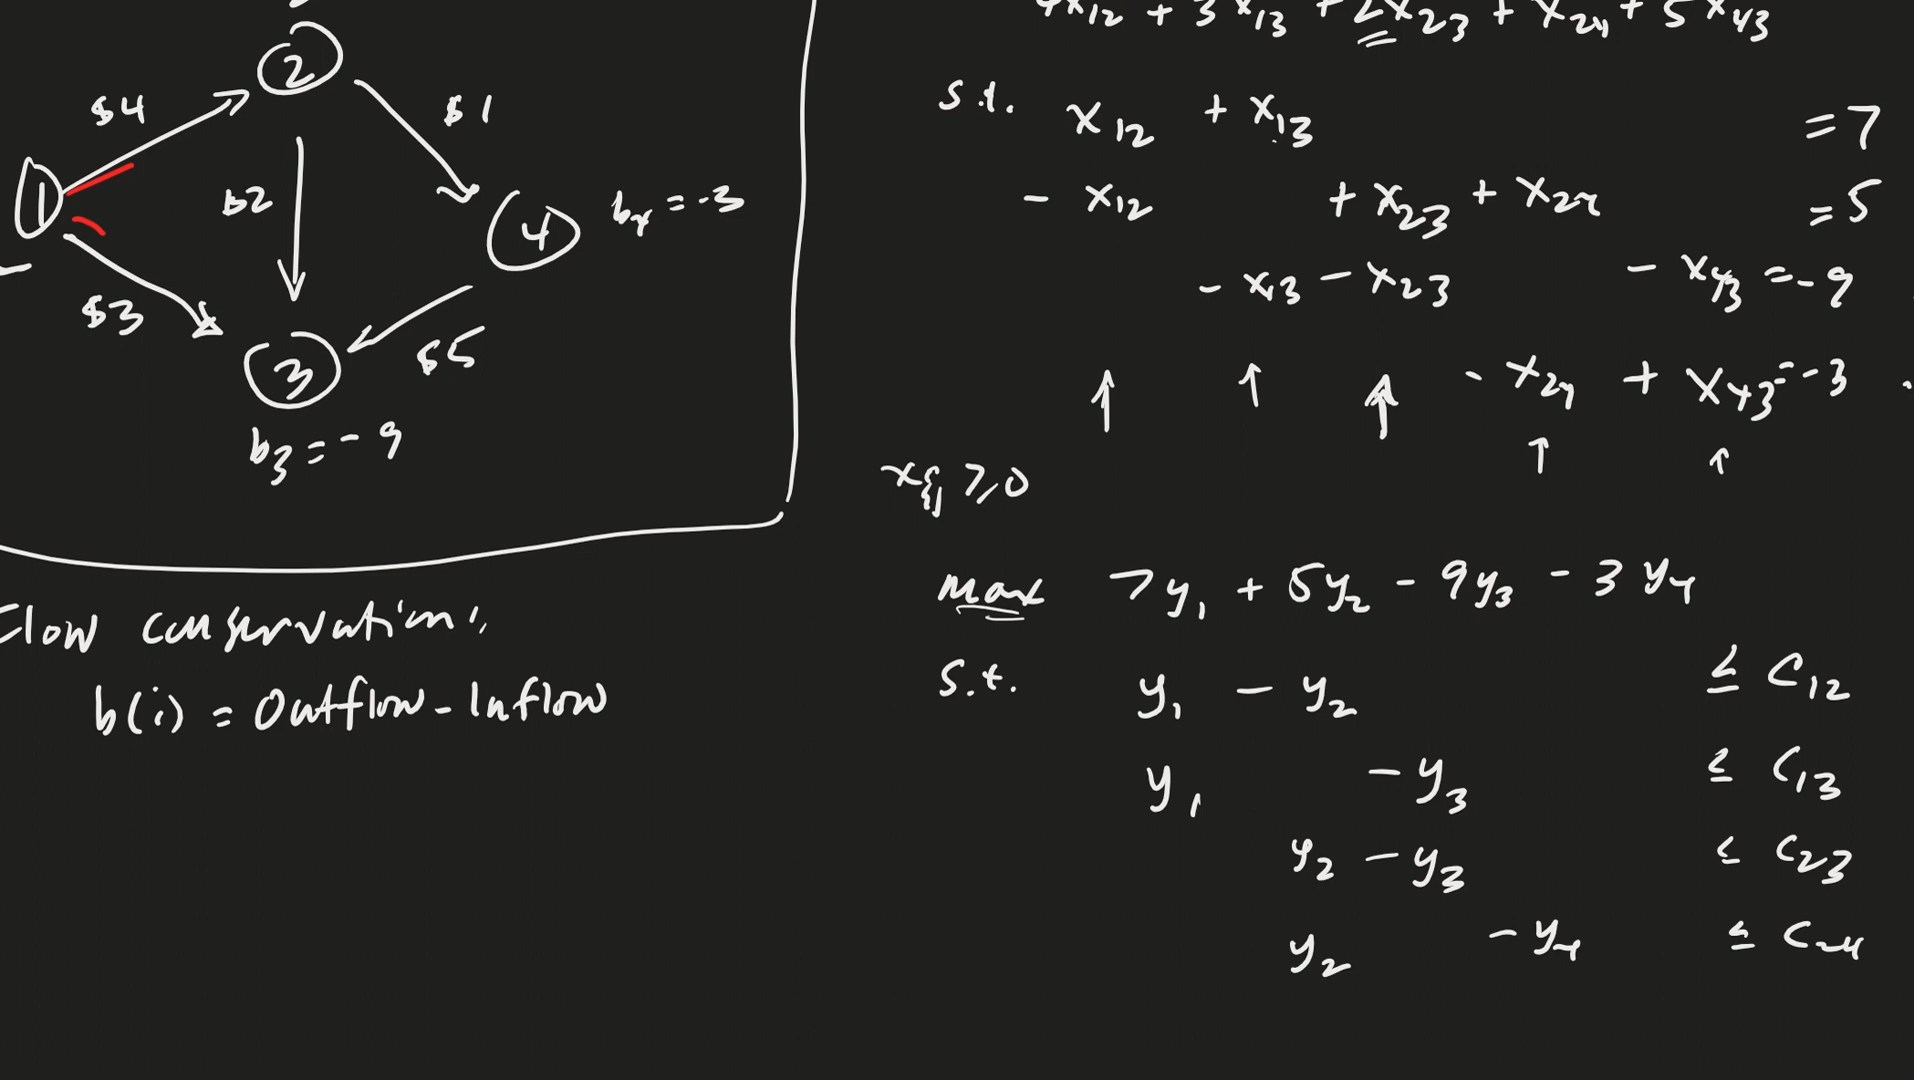 4x12 + 3x13 + 2x23 + x24 + 5x43
s.t. x12 + x13 = 7
- x12 + x23 + x24 = 5
- x13 - x23 - x43 = -9
- x24 + x43 = -3
xij ≥ 0
2
$4
$1
1
$2
4
b4 = -3
$3
$5
3
b3 = -9
Flow conservation:
b(i) = Outflow - Inflow
max 7y1 + 5y2 - 9y3 - 3y4
s.t. y1 - y2 ≤ C12
y1 - y3 ≤ C13
y2 - y3 ≤ C23
y2 - y4 ≤ C24